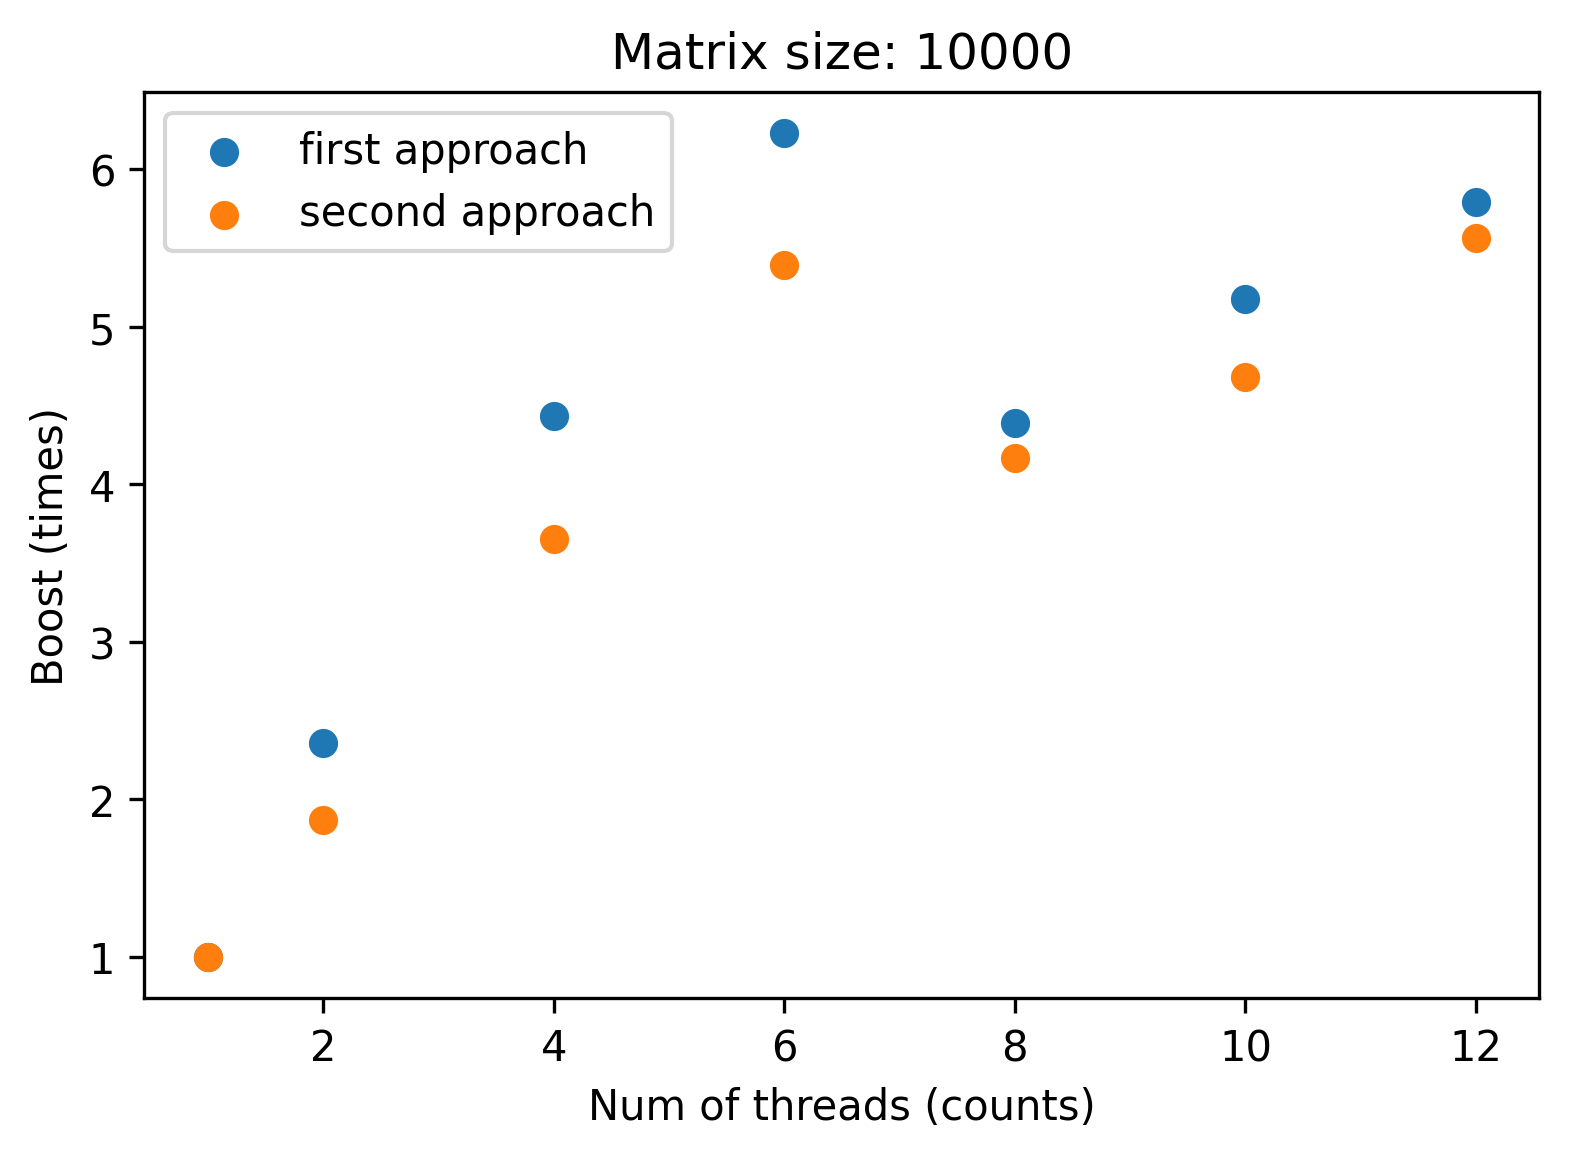 Matrix size: 10000
first approach
second approach
6
5
4
3
2
1
Boost (times)
2 4 6 8 10 12
Num of threads (counts)